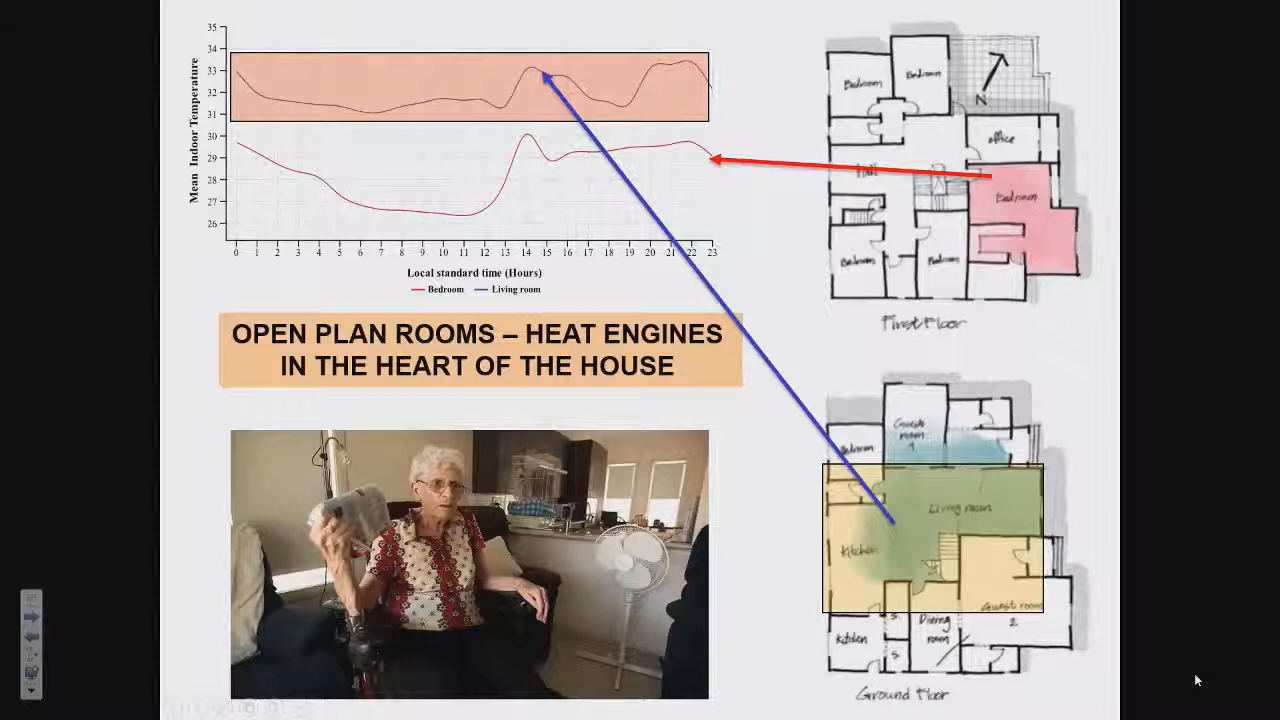 35
34
33
32
31
30
29
28
27
26
Mean Indoor Temperature
0 1 2 3 4 5 6 7 8 9 10 11 12 13 14 15 16 17 18 19 20 21 22 23
Local standard time (Hours)
Bedroom Living room
OPEN PLAN ROOMS – HEAT ENGINES
IN THE HEART OF THE HOUSE
Bedroom
Bedroom
N
office
Hall
Bedroom
Bedroom
Bedroom
First Floor
Guest
room
1
Bedroom
Living room
Kitchen
Guest room
2
S.
Dining
room
Kitchen
S.
Ground Floor